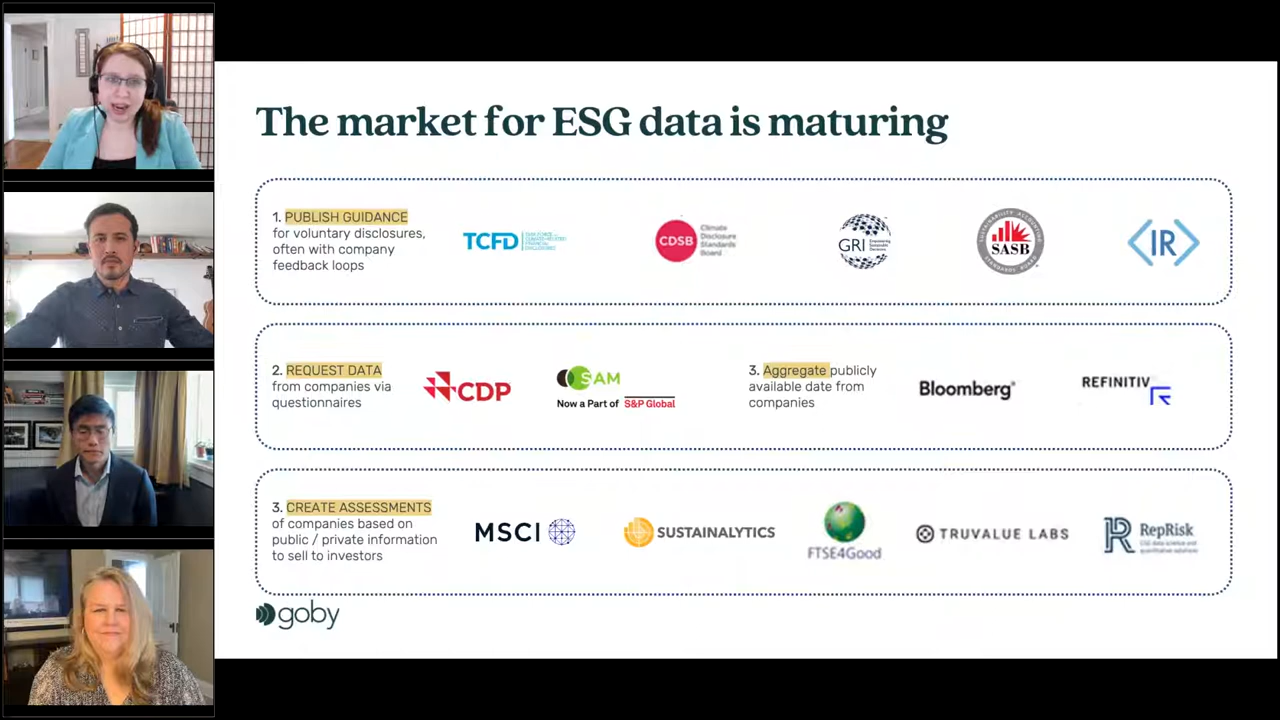 The market for ESG data is maturing
1. PUBLISH GUIDANCE
for voluntary disclosures,
often with company
feedback loops
TCFD
CDSB
Climate
Disclosure
Standards
Board
GRI
SASB
IR
2. REQUEST DATA
from companies via
questionnaires
CDP
SAM
Now a Part of S&P Global
3. Aggregate publicly
available date from
companies
Bloomberg
REFINITIV
3. CREATE ASSESSMENTS
of companies based on
public / private information
to sell to investors
MSCI
SUSTAINALYTICS
FTSE4Good
TRUVALUE LABS
RepRisk
goby